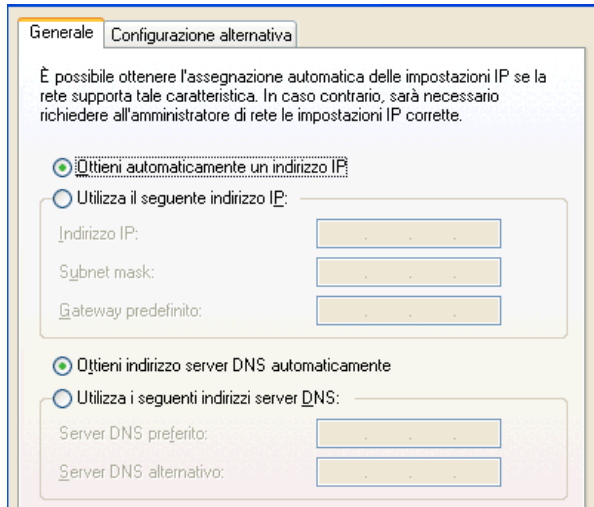 Generale
Configurazione alternativa
È possibile ottenere l'assegnazione automatica delle impostazioni IP se la
rete supporta tale caratteristica. In caso contrario, sarà necessario
richiedere all'amministratore di rete le impostazioni IP corrette.
Ottieni automaticamente un indirizzo IP
Utilizza il seguente indirizzo IP:
Indirizzo IP:
Subnet mask:
Gateway predefinito:
Ottieni indirizzo server DNS automaticamente
Utilizza i seguenti indirizzi server DNS:
Server DNS preferito:
Server DNS alternativo: